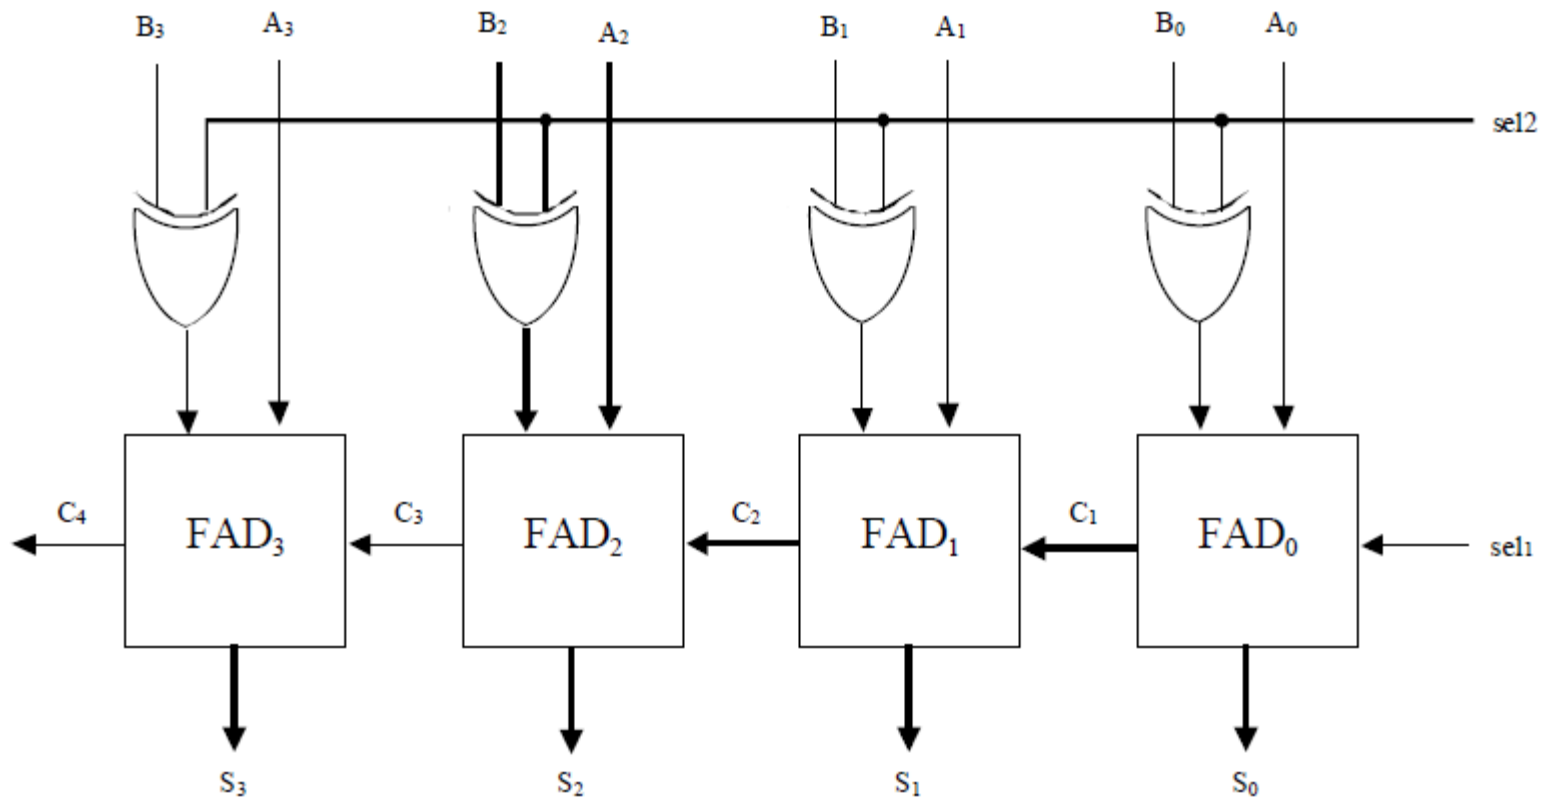 B₃ A₃ B₂ A₂ B₁ A₁ B₀ A₀
sel2
C₄ FAD₃ C₃ FAD₂ C₂ FAD₁ C₁ FAD₀ sel₁
S₃ S₂ S₁ S₀